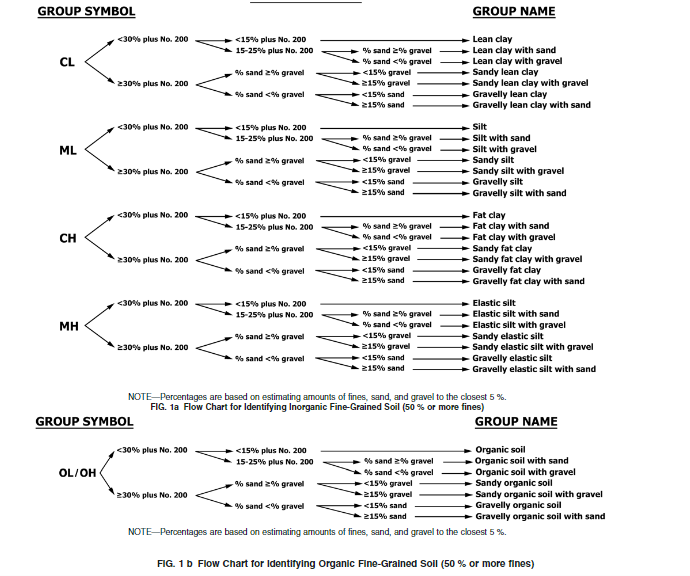 GROUP SYMBOL GROUP NAME
<30% plus No. 200 <15% plus No. 200 Lean clay
15-25% plus No. 200 % sand ≥% gravel Lean clay with sand
% sand <% gravel Lean clay with gravel
CL
≥30% plus No. 200 % sand ≥% gravel <15% gravel Sandy lean clay
≥15% gravel Sandy lean clay with gravel
% sand <% gravel <15% sand Gravelly lean clay
≥15% sand Gravelly lean clay with sand
<30% plus No. 200 <15% plus No. 200 Silt
15-25% plus No. 200 % sand ≥% gravel Silt with sand
% sand <% gravel Silt with gravel
ML
≥30% plus No. 200 % sand ≥% gravel <15% gravel Sandy silt
≥15% gravel Sandy silt with gravel
% sand <% gravel <15% sand Gravelly silt
≥15% sand Gravelly silt with sand
<30% plus No. 200 <15% plus No. 200 Fat clay
15-25% plus No. 200 % sand ≥% gravel Fat clay with sand
% sand <% gravel Fat clay with gravel
CH
≥30% plus No. 200 % sand ≥% gravel <15% gravel Sandy fat clay
≥15% gravel Sandy fat clay with gravel
% sand <% gravel <15% sand Gravelly fat clay
≥15% sand Gravelly fat clay with sand
<30% plus No. 200 <15% plus No. 200 Elastic silt
15-25% plus No. 200 % sand ≥% gravel Elastic silt with sand
% sand <% gravel Elastic silt with gravel
MH
≥30% plus No. 200 % sand ≥% gravel <15% gravel Sandy elastic silt
≥15% gravel Sandy elastic silt with gravel
% sand <% gravel <15% sand Gravelly elastic silt
≥15% sand Gravelly elastic silt with sand
NOTE—Percentages are based on estimating amounts of fines, sand, and gravel to the closest 5 %.
FIG. 1a Flow Chart for Identifying Inorganic Fine-Grained Soil (50 % or more fines)
GROUP SYMBOL GROUP NAME
<30% plus No. 200 <15% plus No. 200 Organic soil
15-25% plus No. 200 % sand ≥% gravel Organic soil with sand
% sand <% gravel Organic soil with gravel
OL/OH
≥30% plus No. 200 % sand ≥% gravel <15% gravel Sandy organic soil
≥15% gravel Sandy organic soil with gravel
% sand <% gravel <15% sand Gravelly organic soil
≥15% sand Gravelly organic soil with sand
NOTE—Percentages are based on estimating amounts of fines, sand, and gravel to the closest 5 %.
FIG. 1 b Flow Chart for Identifying Organic Fine-Grained Soil (50 % or more fines)